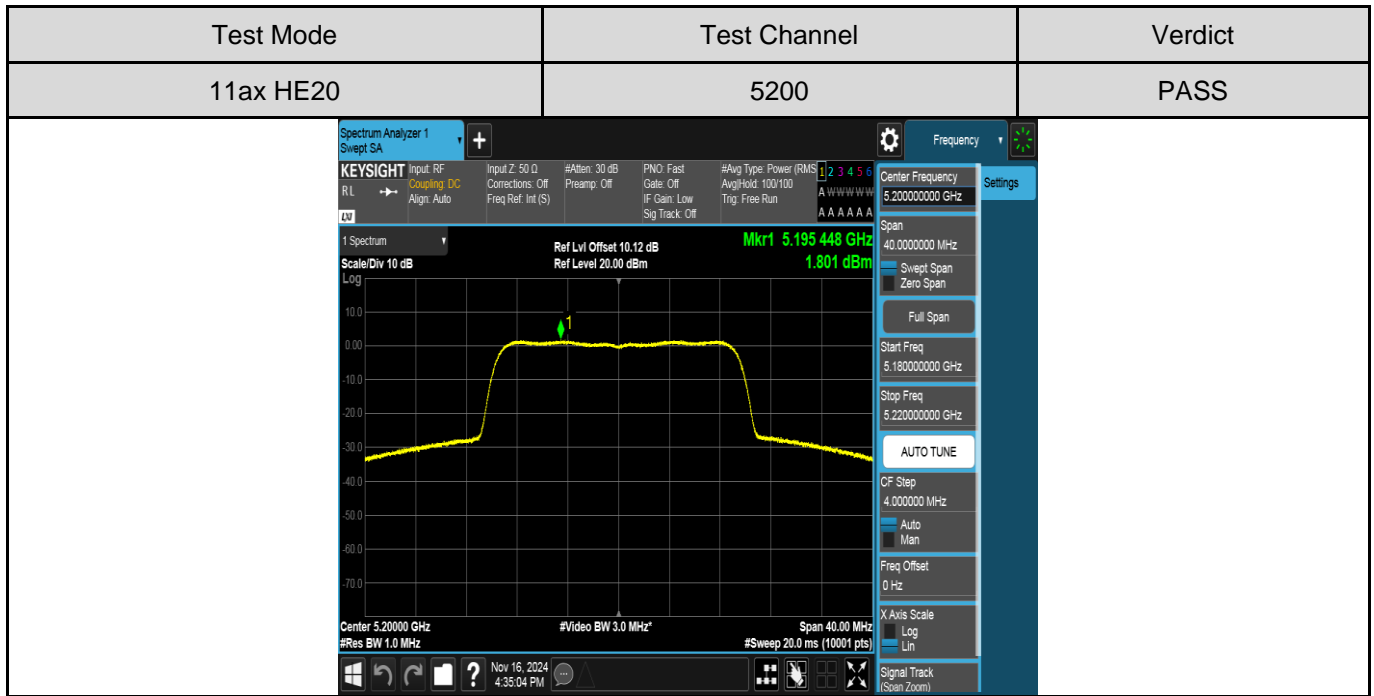 Test Mode Test Channel Verdict
11ax HE20 5200 PASS
Spectrum Analyzer 1
Swept SA
+
Frequency
KEYSIGHT
RL
LXI
Input: RF
Coupling: DC
Align: Auto
Input Z: 50 Ω
Corrections: Off
Freq Ref: Int (S)
#Atten: 30 dB
Preamp: Off
PNO: Fast
Gate: Off
IF Gain: Low
Sig Track: Off
#Avg Type: Power (RMS
Avg|Hold: 100/100
Trig: Free Run
1 2 3 4 5 6
A W W W W W
A A A A A A
1 Spectrum
Scale/Div 10 dB
Log
Ref Lvl Offset 10.12 dB
Ref Level 20.00 dBm
Mkr1 5.195 448 GHz
1.801 dBm
1
10.0
0.00
-10.0
-20.0
-30.0
-40.0
-50.0
-60.0
-70.0
Center 5.20000 GHz
#Res BW 1.0 MHz
#Video BW 3.0 MHz*
Span 40.00 MHz
#Sweep 20.0 ms (10001 pts)
?
Nov 16, 2024
4:35:04 PM
Center Frequency
5.200000000 GHz
Settings
Span
40.0000000 MHz
Swept Span
Zero Span
Full Span
Start Freq
5.180000000 GHz
Stop Freq
5.220000000 GHz
AUTO TUNE
CF Step
4.000000 MHz
Auto
Man
Freq Offset
0 Hz
X Axis Scale
Log
Lin
Signal Track
(Span Zoom)